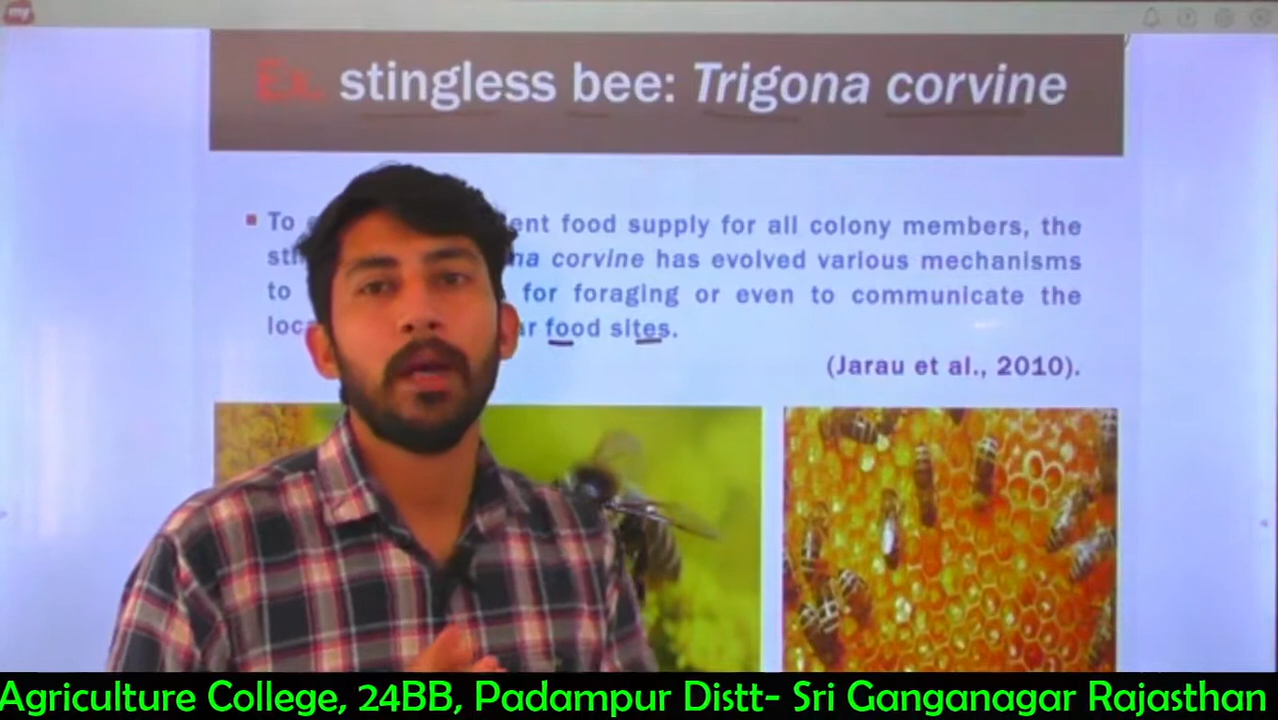 my
Ex. stingless bee: Trigona corvine
To ent food supply for all colony members, the
na corvine has evolved various mechanisms
to for foraging or even to communicate the
food sites.
(Jarau et al., 2010).
Agriculture College, 24BB, Padampur Distt- Sri Ganganagar Rajasthan